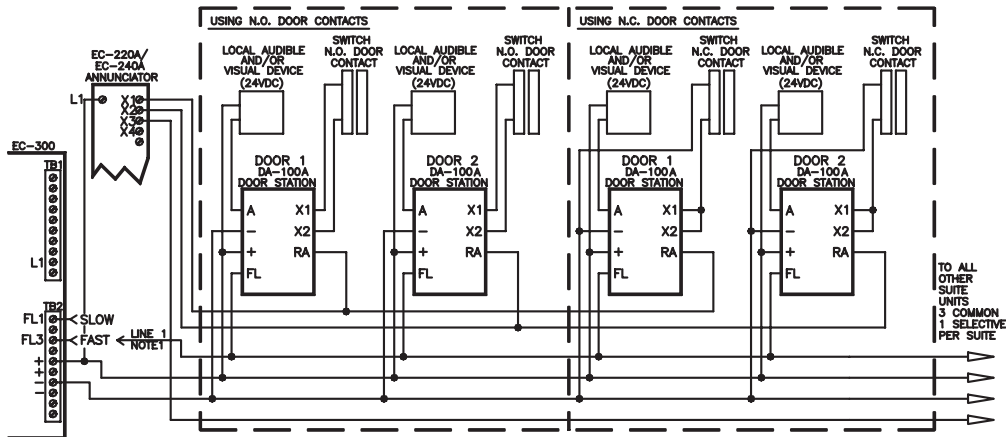 USING N.O. DOOR CONTACTS
USING N.C. DOOR CONTACTS
EC-220A/
EC-240A
ANNUNCIATOR
L1
X1
X2
X3
X4
LOCAL AUDIBLE
AND/OR
VISUAL DEVICE
(24VDC)
SWITCH
N.O. DOOR
CONTACT
LOCAL AUDIBLE
AND/OR
VISUAL DEVICE
(24VDC)
SWITCH
N.O. DOOR
CONTACT
LOCAL AUDIBLE
AND/OR
VISUAL DEVICE
(24VDC)
SWITCH
N.C. DOOR
CONTACT
LOCAL AUDIBLE
AND/OR
VISUAL DEVICE
(24VDC)
SWITCH
N.C. DOOR
CONTACT
EC-300
TB1
L1
TB2
FL1
SLOW
FL3
FAST
LINE 1
NOTE1
+
+
−
−
DOOR 1
DA-100A
DOOR STATION
A X1
− X2
+ RA
FL
DOOR 2
DA-100A
DOOR STATION
A X1
− X2
+ RA
FL
DOOR 1
DA-100A
DOOR STATION
A X1
− X2
+ RA
FL
DOOR 2
DA-100A
DOOR STATION
A X1
− X2
+ RA
FL
TO ALL
OTHER
SUITE
UNITS
3 COMMON
1 SELECTIVE
PER SUITE